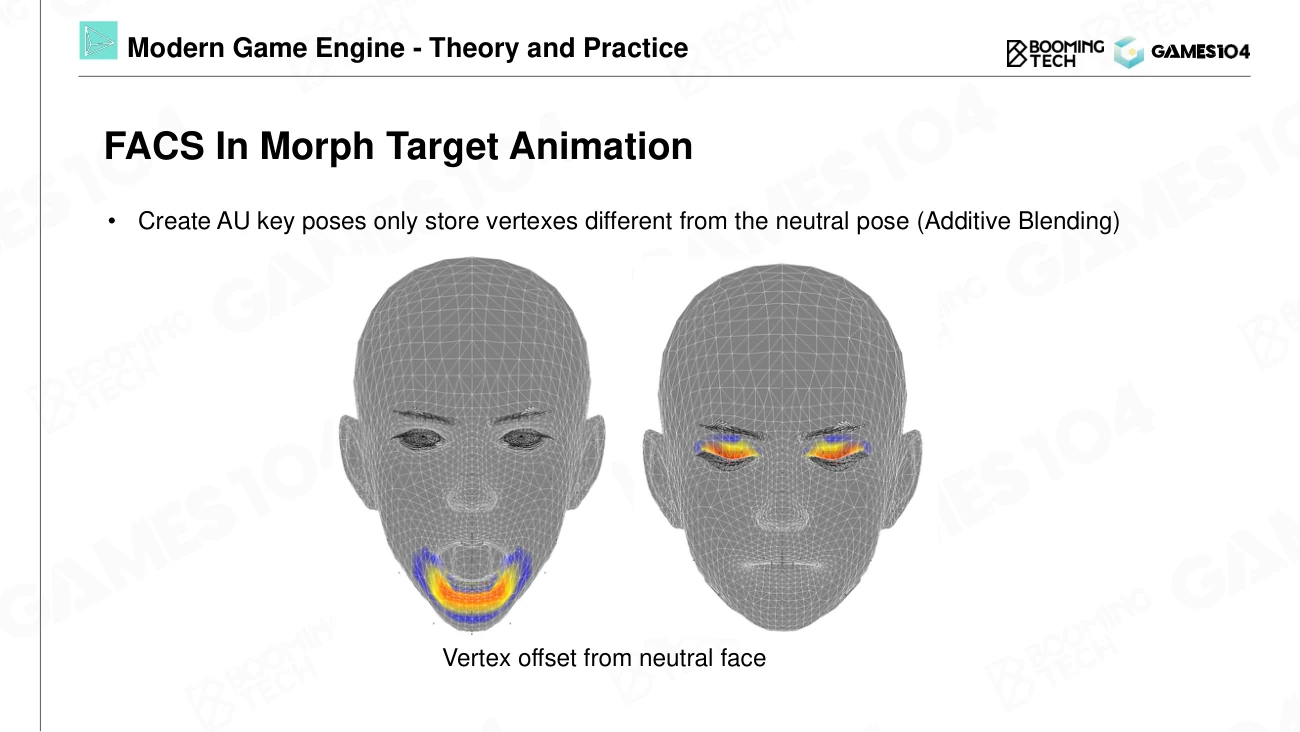 Modern Game Engine - Theory and Practice
BOOMING
TECH
GAMES104
FACS In Morph Target Animation
• Create AU key poses only store vertexes different from the neutral pose (Additive Blending)
Vertex offset from neutral face